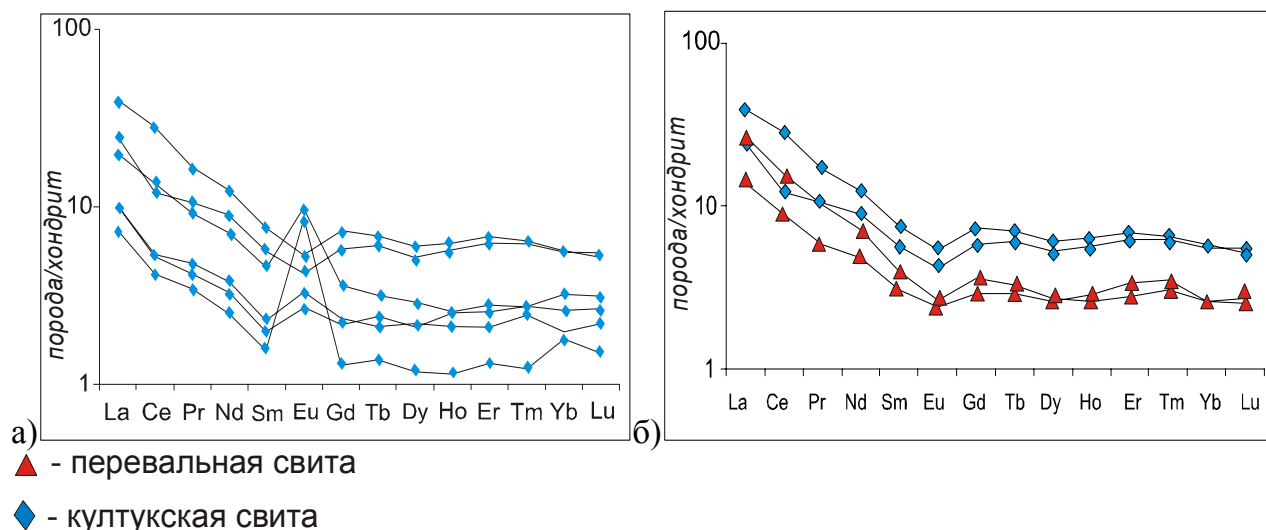 100
10
1
порода/хондрит
La Ce Pr Nd Sm Eu Gd Tb Dy Ho Er Tm Yb Lu
а)
100
10
1
порода/хондрит
La Ce Pr Nd Sm Eu Gd Tb Dy Ho Er Tm Yb Lu
б)
- перевальная свита
- култукская свита